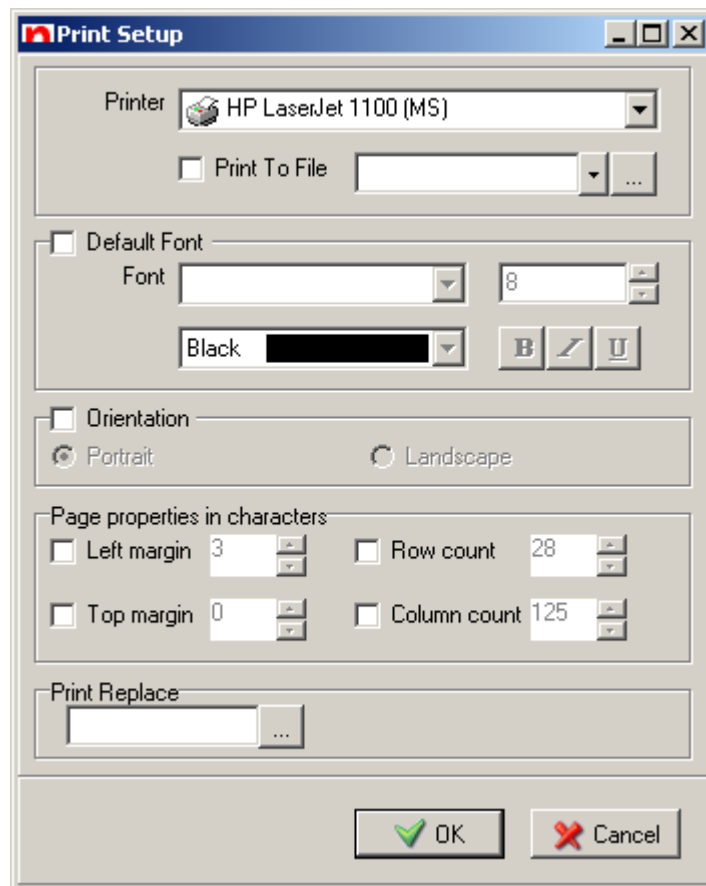 Print Setup
Printer HP LaserJet 1100 (MS)
Print To File ...
Default Font
Font 8
Black B I U
Orientation
Portrait Landscape
Page properties in characters
Left margin 3 Row count 28
Top margin 0 Column count 125
Print Replace
...
OK Cancel